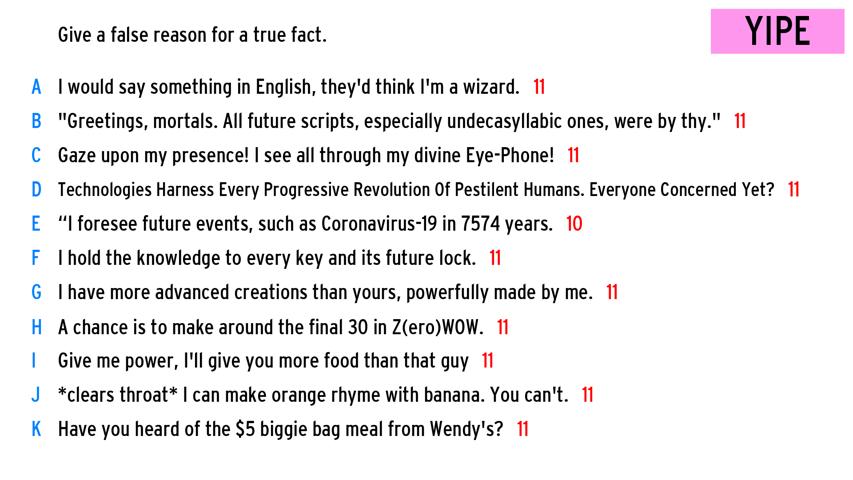 Give a false reason for a true fact.
YIPE
A I would say something in English, they'd think I'm a wizard. 11
B "Greetings, mortals. All future scripts, especially undecasyllabic ones, were by thy." 11
C Gaze upon my presence! I see all through my divine Eye-Phone! 11
D Technologies Harness Every Progressive Revolution Of Pestilent Humans. Everyone Concerned Yet? 11
E “I foresee future events, such as Coronavirus-19 in 7574 years. 10
F I hold the knowledge to every key and its future lock. 11
G I have more advanced creations than yours, powerfully made by me. 11
H A chance is to make around the final 30 in Z(ero)WOW. 11
I Give me power, I'll give you more food than that guy 11
J *clears throat* I can make orange rhyme with banana. You can't. 11
K Have you heard of the $5 biggie bag meal from Wendy's? 11